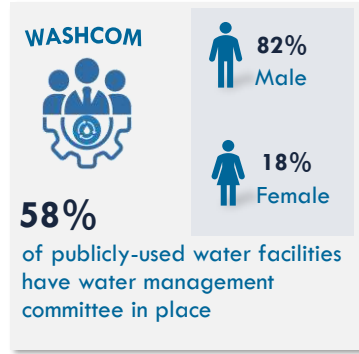 WASHCOM
82%
Male
18%
Female
58%
of publicly-used water facilities
have water management
committee in place